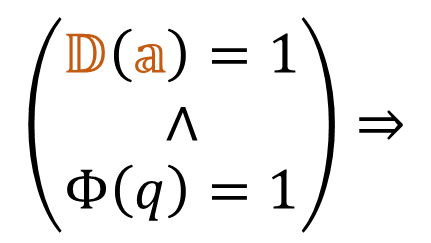 𝔻(𝕒) = 1
∧
Φ(q) = 1
⇒